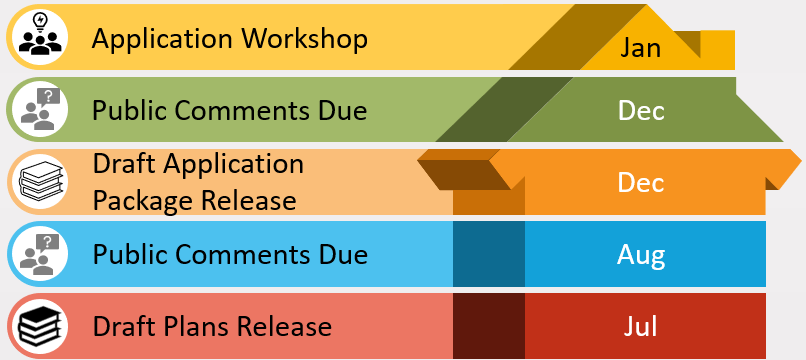 Application Workshop
Jan
Public Comments Due
Dec
Draft Application
Package Release
Dec
Public Comments Due
Aug
Draft Plans Release
Jul